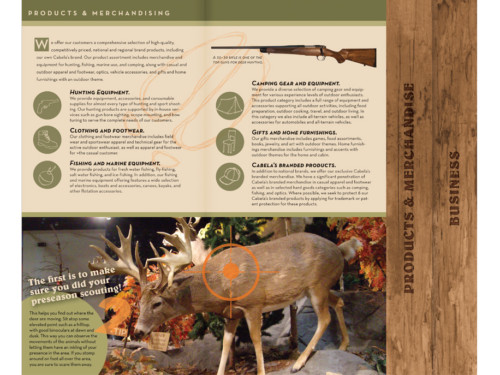 PRODUCTS & MERCHANDISING
We offer our customers a comprehensive selection of high-quality,
competitively priced, national and regional brand products, including
our own Cabela's brand. Our product assortment includes merchandise and
equipment for hunting, fishing, marine use, and camping, along with casual and
outdoor apparel and footwear, optics, vehicle accessories, and gifts and home
furnishings with an outdoor theme.
HUNTING EQUIPMENT.
We provide equipment, accessories, and consumable
supplies for almost every type of hunting and sport shoot-
ing. Our hunting products are supported by in-house ser-
vices such as gun bore sighting, scope mounting, and bow
tuning to serve the complete needs of our customers.
CLOTHING AND FOOTWEAR.
Our clothing and footwear merchandise includes field
wear and sportswear apparel and technical gear for the
active outdoor enthusiast, as well as apparel and footwear
for the casual customer.
FISHING AND MARINE EQUIPMENT.
We provide products for fresh water fishing, fly fishing,
salt water fishing, and ice fishing. In addition, our fishing
and marine equipment offering features a wide selection
of electronics, boats and accessories, canoes, kayaks, and
other flotation accessories.
CAMPING GEAR AND EQUIPMENT.
We provide a diverse selection of camping gear and equip-
ment for various experience levels of outdoor enthusiasts.
This product category includes a full range of equipment and
accessories supporting all outdoor activities, including food
preparation, outdoor cooking, travel, and outdoor living. In
this category we also include all-terrain vehicles, as well as
accessories for automobiles and all-terrain vehicles.
GIFTS AND HOME FURNISHINGS.
Our gifts merchandise includes games, food assortments,
books, jewelry, and art with outdoor themes. Home furnish-
ings merchandise includes furnishings and accents with
outdoor themes for the home and cabin.
CABELA'S BRANDED PRODUCTS.
In addition to national brands, we offer our exclusive Cabela's
branded merchandise. We have a significant penetration of
Cabela's branded merchandise in casual apparel and footwear
as well as in selected hard goods categories such as camping,
fishing, and optics. Where possible, we seek to protect our
Cabela's branded products by applying for trademark or pat-
ent protection for these products.
The first is to make
sure you did your
preseason scouting!
This helps you find out where the
deer are moving. Sit atop some
elevated point such as a hilltop
with good binoculars at dawn and
dusk. This way you can observe the
movements of the animals without
letting them have an inkling of your
presence in the area. If you stomp
around on foot all over the area,
you are sure to scare them away.
TIP
PRODUCTS & MERCHANDISE
BUSINESS